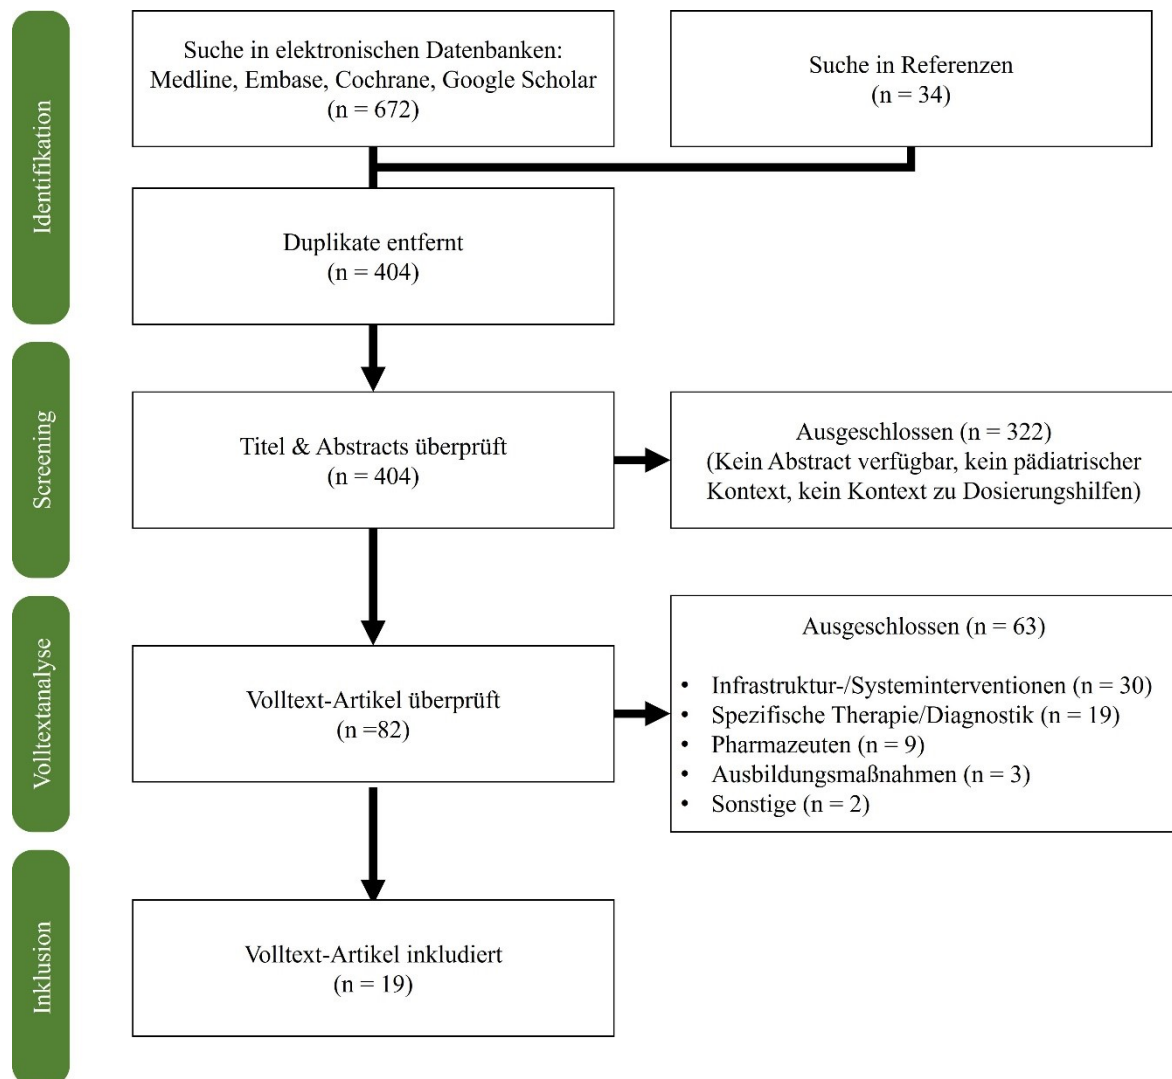 Identifikation
Suche in elektronischen Datenbanken:
Medline, Embase, Cochrane, Google Scholar
(n = 672)
Suche in Referenzen
(n = 34)
Duplikate entfernt
(n = 404)
Screening
Titel & Abstracts überprüft
(n = 404)
Ausgeschlossen (n = 322)
(Kein Abstract verfügbar, kein pädiatrischer
Kontext, kein Kontext zu Dosierungshilfen)
Volltextanalyse
Volltext-Artikel überprüft
(n =82)
Ausgeschlossen (n = 63)
• Infrastruktur-/Systeminterventionen (n = 30)
• Spezifische Therapie/Diagnostik (n = 19)
• Pharmazeuten (n = 9)
• Ausbildungsmaßnahmen (n = 3)
• Sonstige (n = 2)
Inklusion
Volltext-Artikel inkludiert
(n = 19)